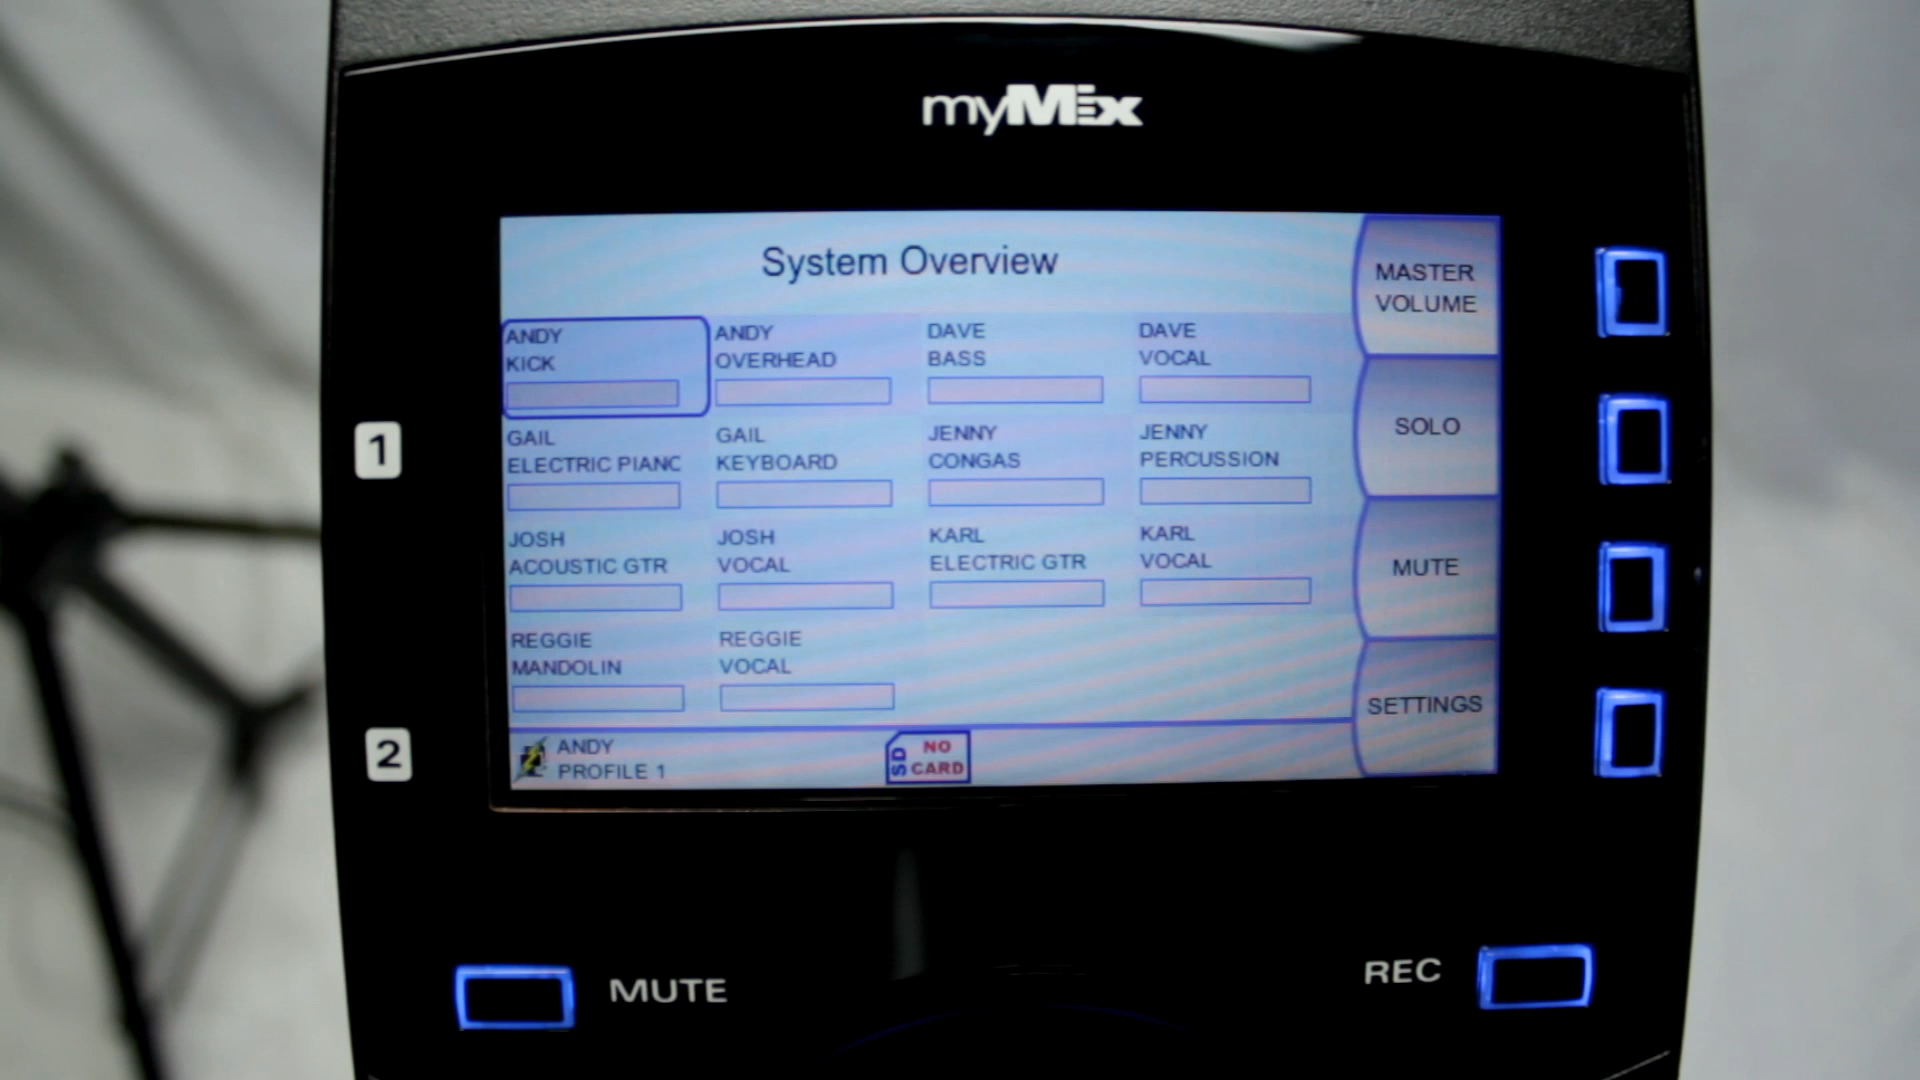 myMix
System Overview
MASTER
VOLUME
ANDY
KICK
ANDY
OVERHEAD
DAVE
BASS
DAVE
VOCAL
SOLO
1
GAIL
ELECTRIC PIANC
GAIL
KEYBOARD
JENNY
CONGAS
JENNY
PERCUSSION
MUTE
JOSH
ACOUSTIC GTR
JOSH
VOCAL
KARL
ELECTRIC GTR
KARL
VOCAL
SETTINGS
REGGIE
MANDOLIN
REGGIE
VOCAL
2
ANDY
PROFILE 1
SD
NO
CARD
MUTE
REC